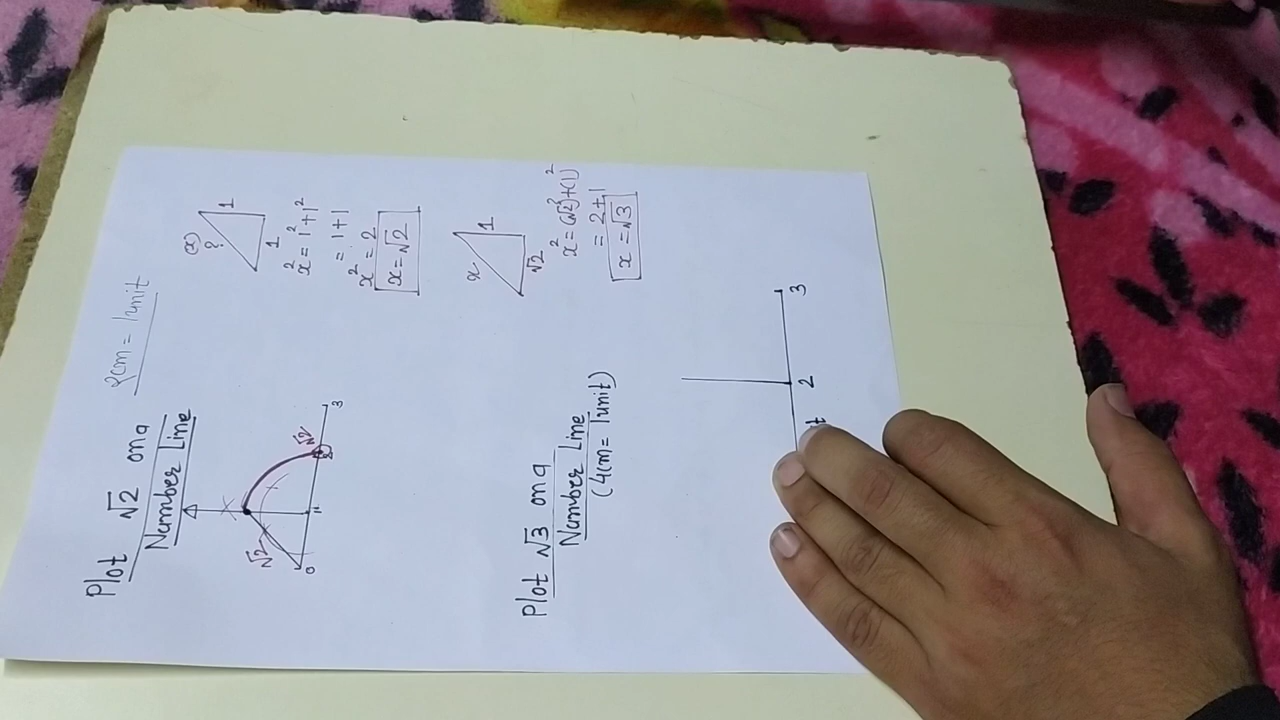 Plot √2 on a
Number Line
2cm = 1unit
(x)
?
1
1
x² = 1² + 1²
= 1 + 1
x² = 2
x = √2
√2
√2
0
1
3
Plot √3 on a
Number Line
(4cm = 1unit)
x
1
√2
x² = (√2)² + (1)²
= 2 + 1
x = √3
2
3